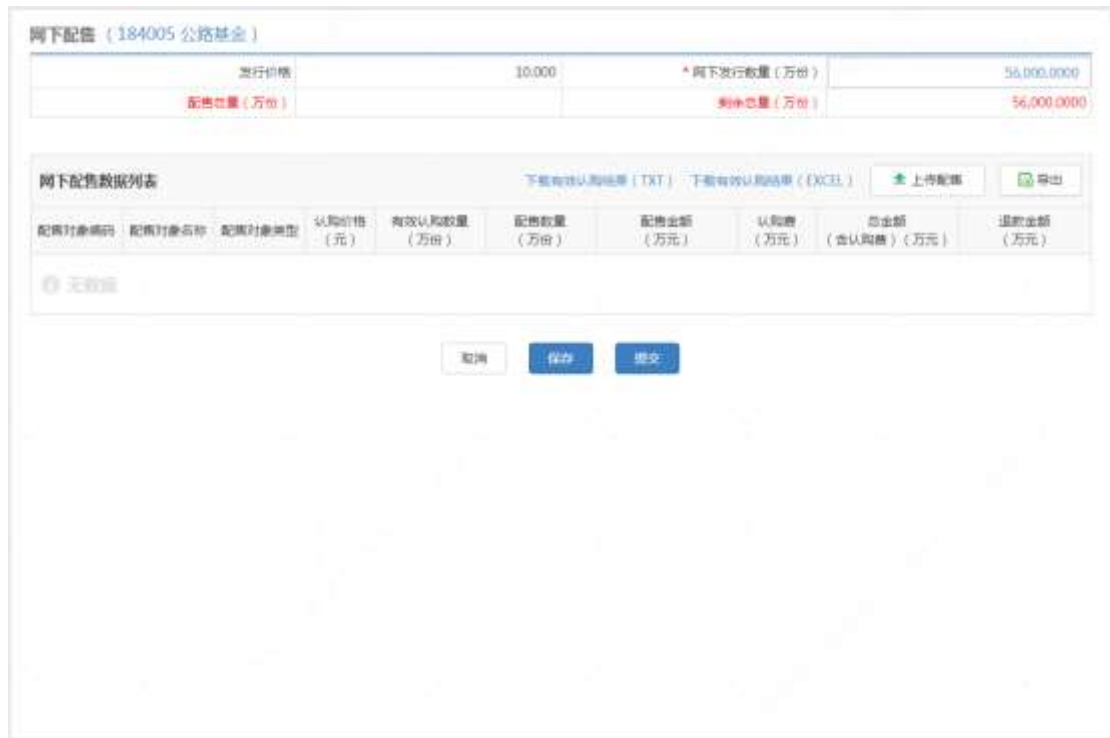 网下配售（184005 公路基金）
发行价格 10.000 *网下发行数量（万份） 56,000.0000
配售总量（万份） 剩余总量（万份） 56,000.0000
网下配售数据列表 下载有效认购结果（TXT） 下载有效认购结果（EXCEL） 上传配售 导出
配售对象编码 配售对象名称 配售对象类型 认购价格（元） 有效认购数量（万份） 配售数量（万份） 配售金额（万元） 认购费（万元） 总金额（含认购费）（万元） 退款金额（万元）
无数据
取消 保存 提交